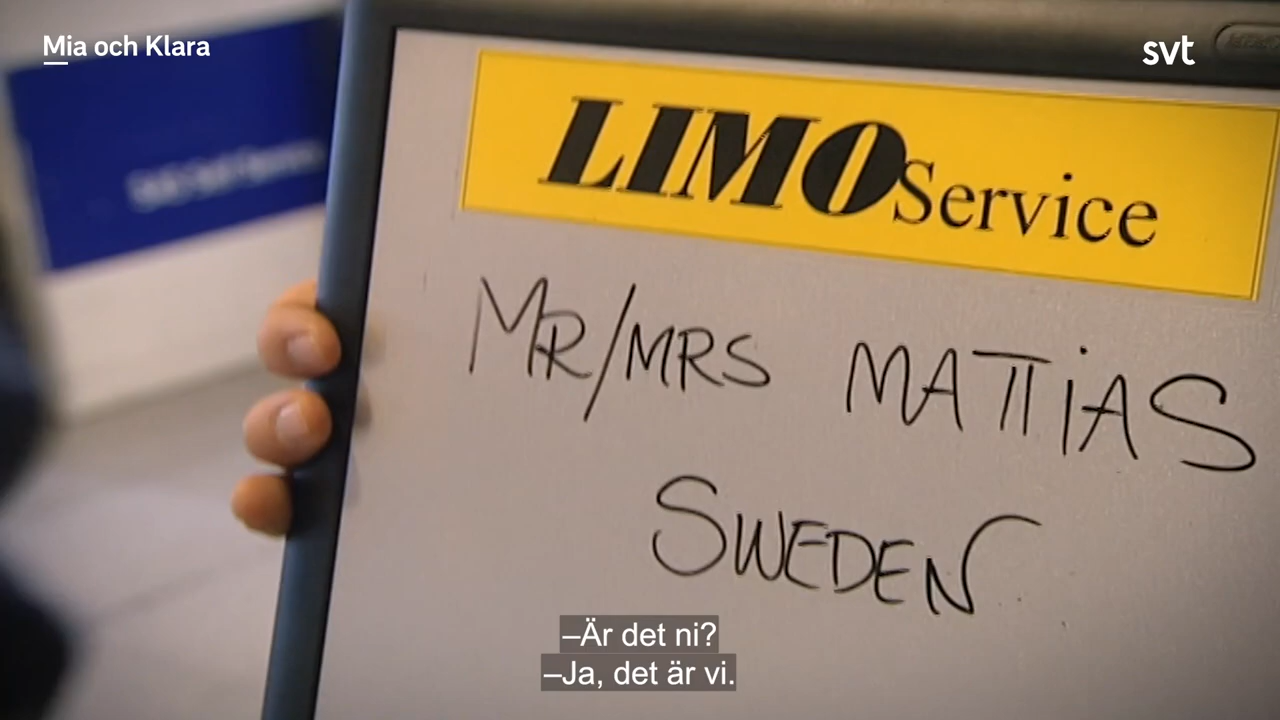 Mia och Klara
svt
LIMO Service
MR/MRS MATTIAS
SWEDEN
–Är det ni?
–Ja, det är vi.